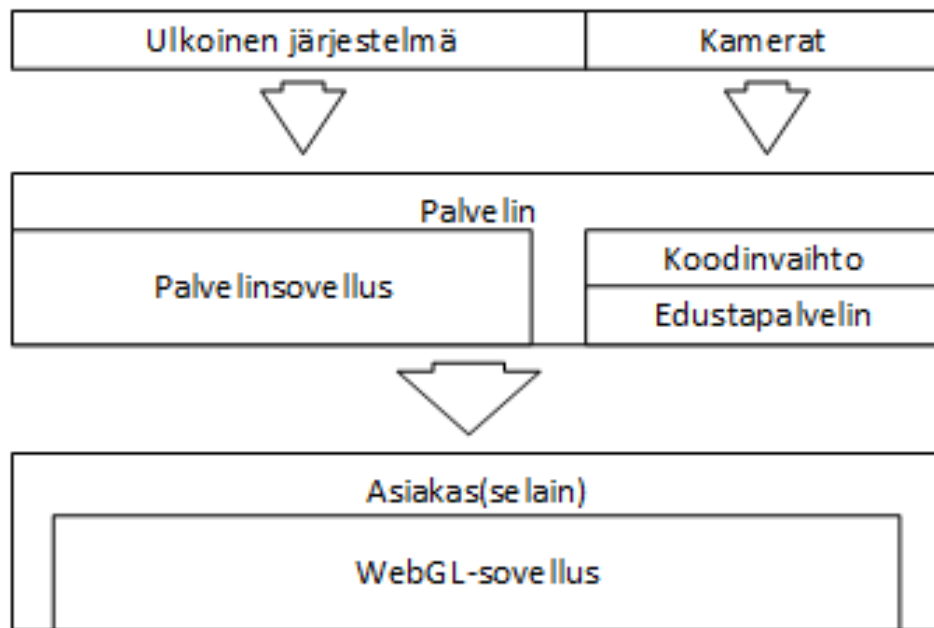 Ulkoinen järjestelmä
Kamerat
Palvelin
Palvelinsovellus
Koodinvaihto
Edustapalvelin
Asiakas(selain)
WebGL-sovellus